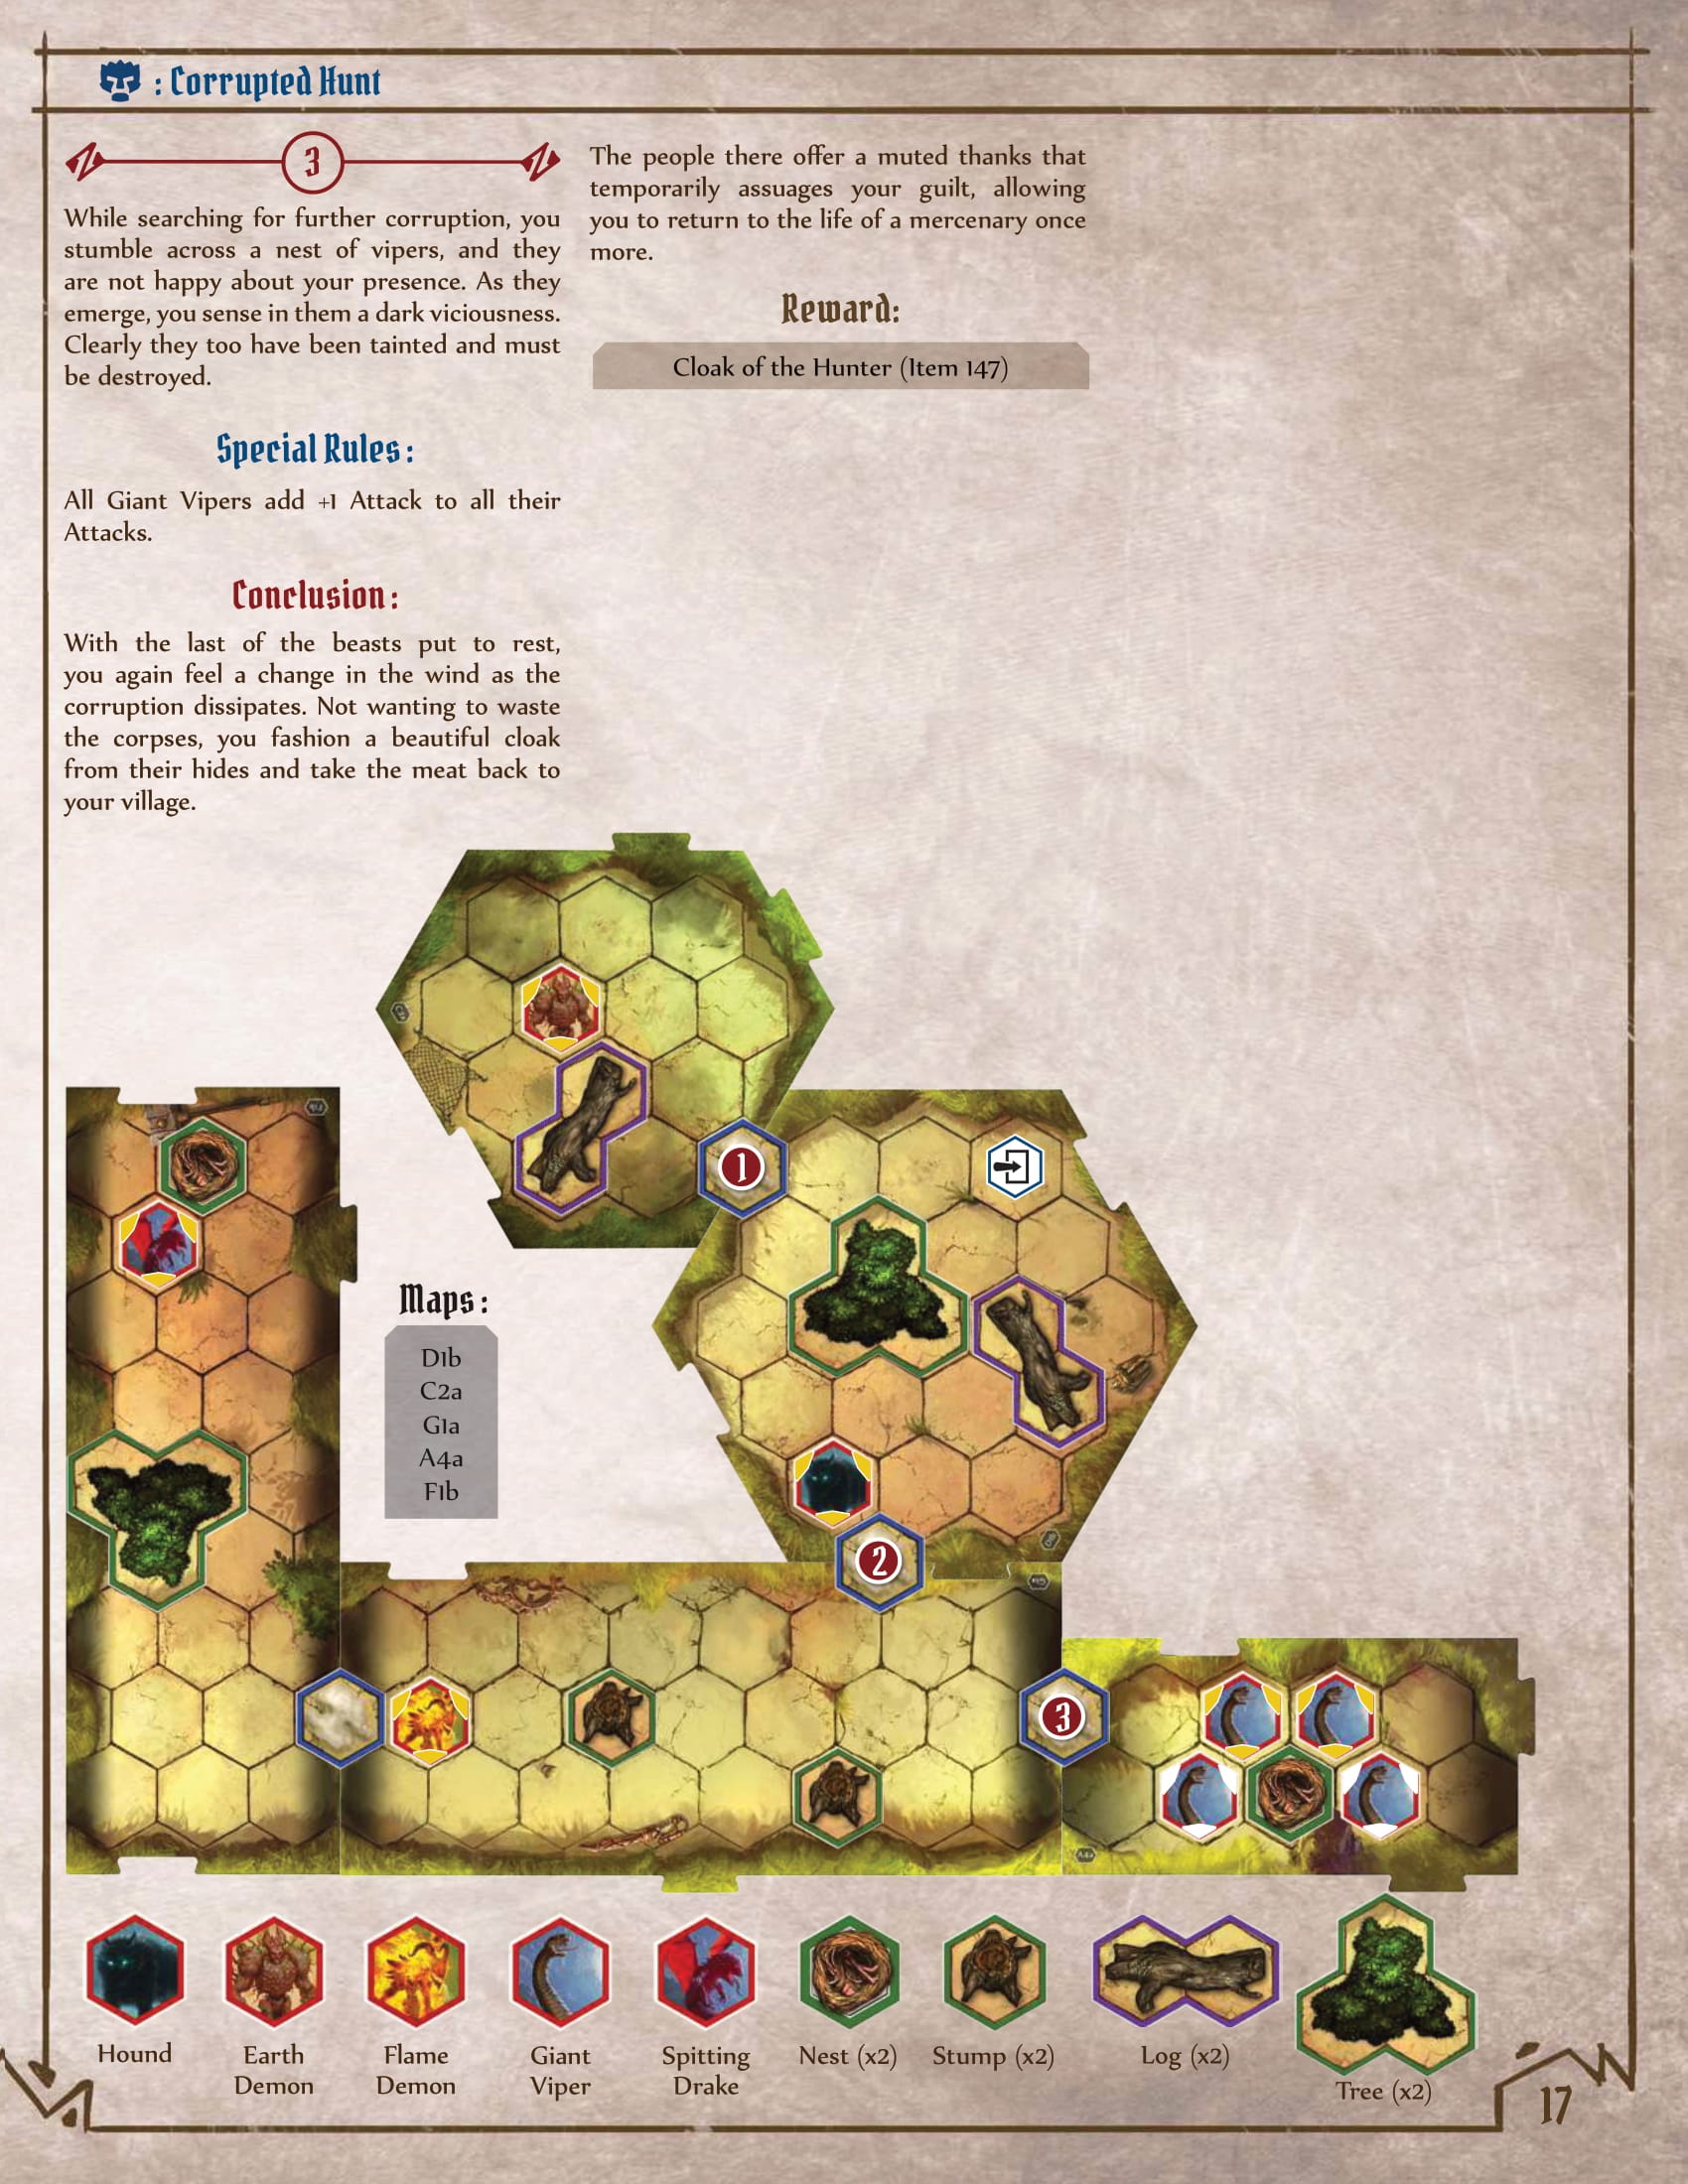 : Corrupted Hunt
3
While searching for further corruption, you
stumble across a nest of vipers, and they
are not happy about your presence. As they
emerge, you sense in them a dark viciousness.
Clearly they too have been tainted and must
be destroyed.
Special Rules:
All Giant Vipers add +1 Attack to all their
Attacks.
Conclusion:
With the last of the beasts put to rest,
you again feel a change in the wind as the
corruption dissipates. Not wanting to waste
the corpses, you fashion a beautiful cloak
from their hides and take the meat back to
your village.
The people there offer a muted thanks that
temporarily assuages your guilt, allowing
you to return to the life of a mercenary once
more.
Reward:
Cloak of the Hunter (Item 147)
1
Maps:
D1b
C2a
G1a
A4a
F1b
2
3
A4a
Hound
Earth
Demon
Flame
Demon
Giant
Viper
Spitting
Drake
Nest (x2)
Stump (x2)
Log (x2)
Tree (x2)
17